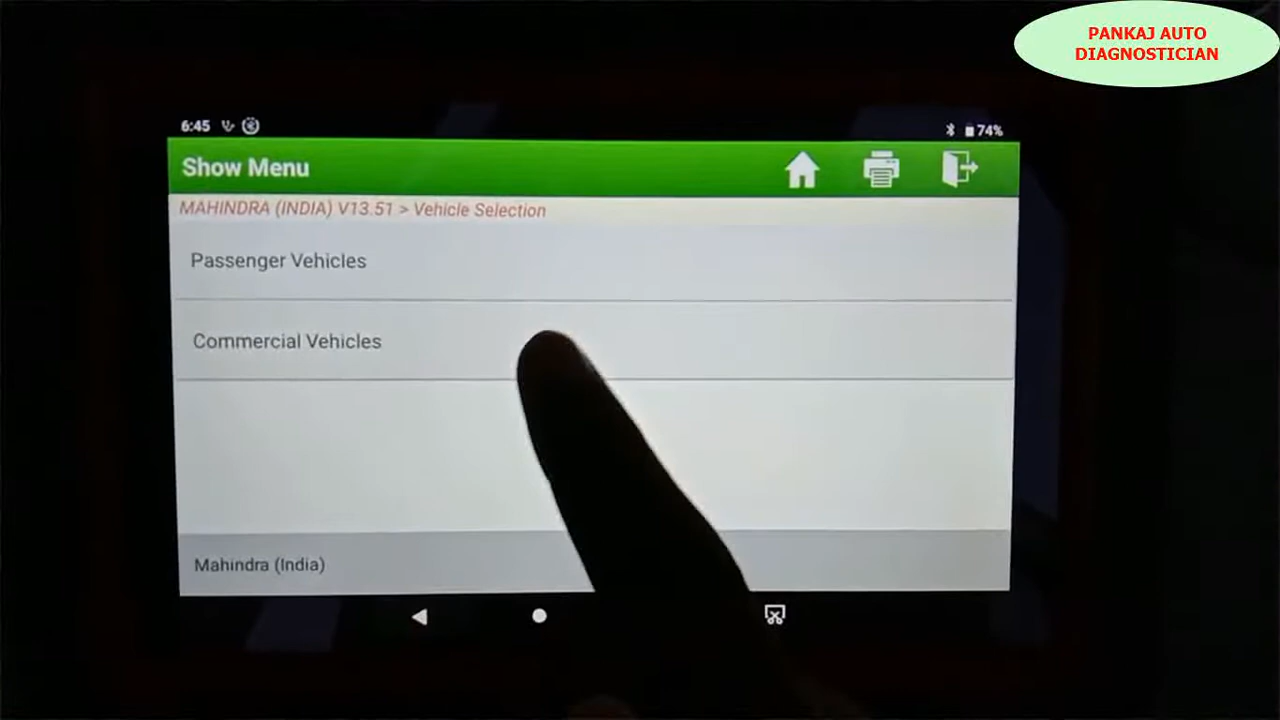 PANKAJ AUTO
DIAGNOSTICIAN
6:45
74%
Show Menu
MAHINDRA (INDIA) V13.51 > Vehicle Selection
Passenger Vehicles
Commercial Vehicles
Mahindra (India)